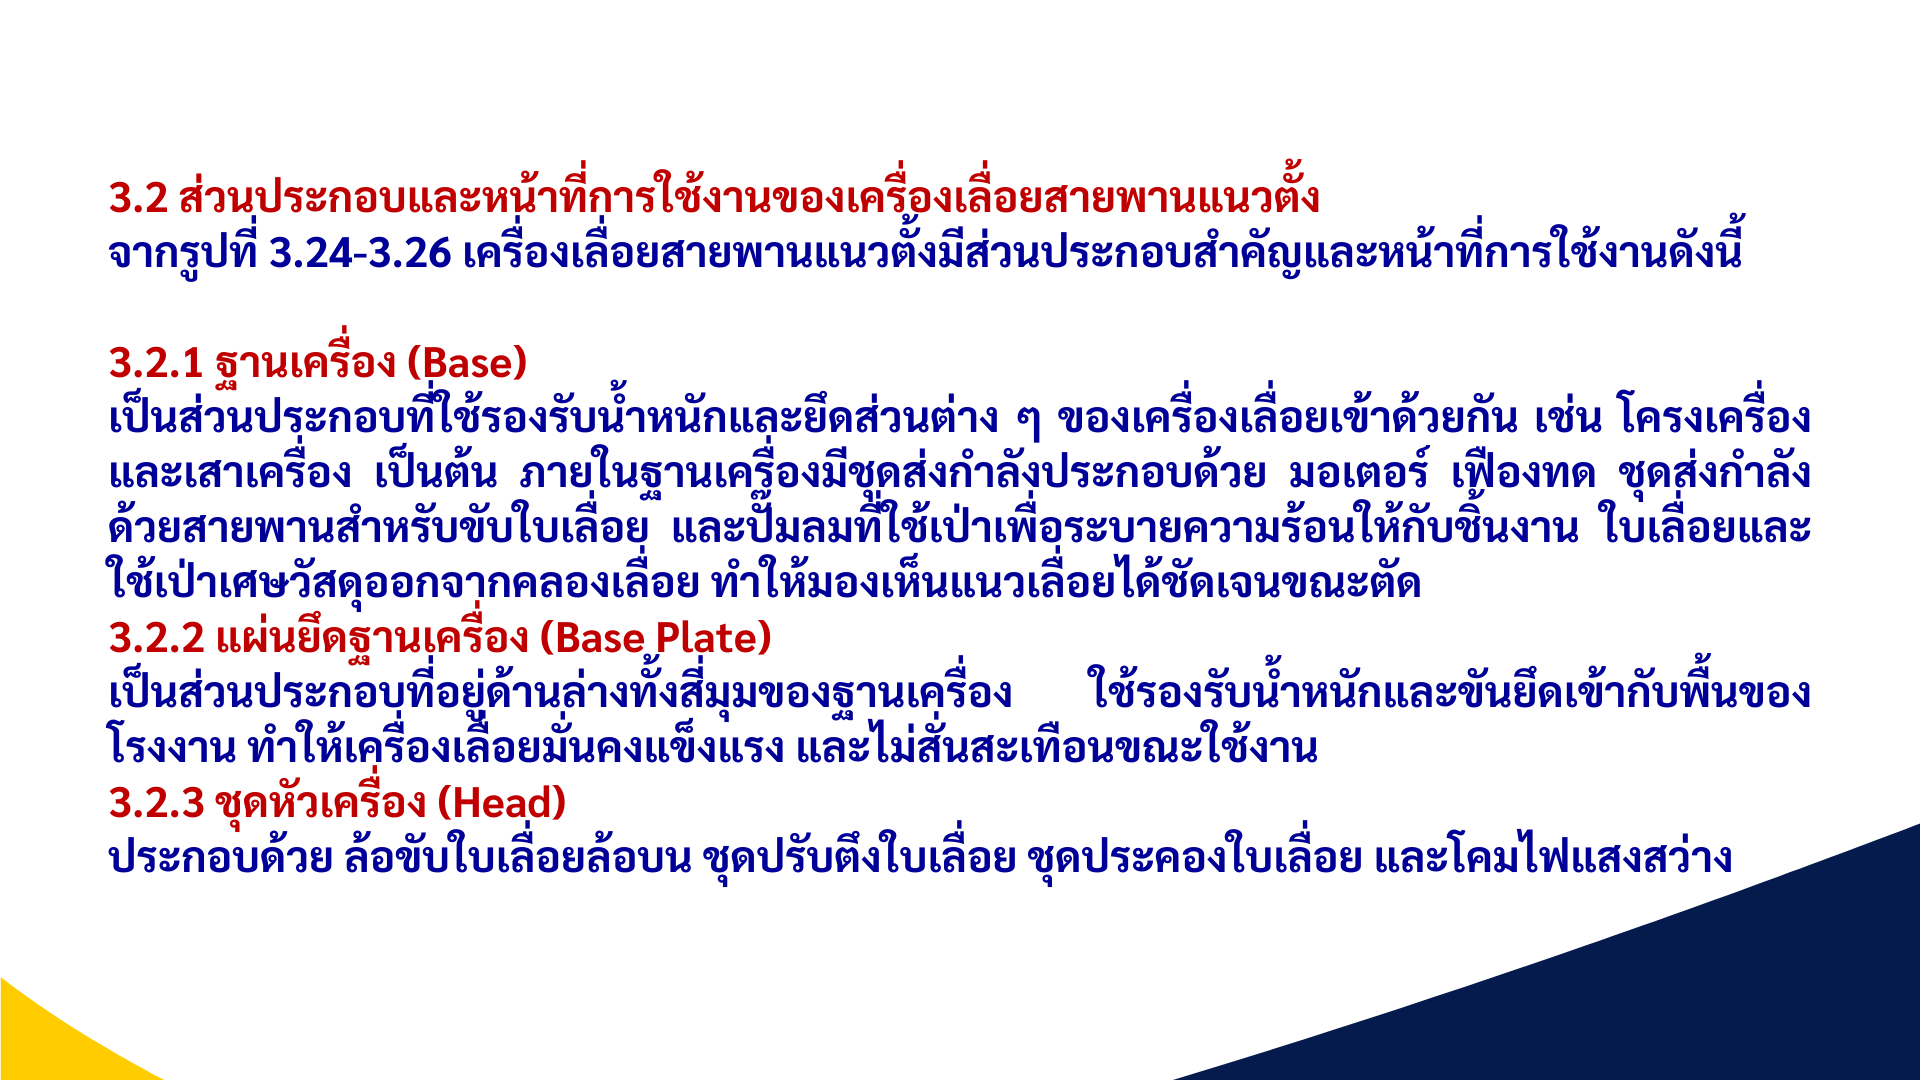 3.2 ส่วนประกอบและหน้าที่การใช้งานของเครื่องเลื่อยสายพานแนวตั้ง
จากรูปที่ 3.24-3.26 เครื่องเลื่อยสายพานแนวตั้งมีส่วนประกอบสำคัญและหน้าที่การใช้งานดังนี้
3.2.1 ฐานเครื่อง (Base)
เป็นส่วนประกอบที่ใช้รองรับน้ำหนักและยึดส่วนต่าง ๆ ของเครื่องเลื่อยเข้าด้วยกัน เช่น โครงเครื่อง
และเสาเครื่อง เป็นต้น ภายในฐานเครื่องมีชุดส่งกำลังประกอบด้วย มอเตอร์ เฟืองทด ชุดส่งกำลัง
ด้วยสายพานสำหรับขับใบเลื่อย และปั๊มลมที่ใช้เป่าเพื่อระบายความร้อนให้กับชิ้นงาน ใบเลื่อยและ
ใช้เป่าเศษวัสดุออกจากคลองเลื่อย ทำให้มองเห็นแนวเลื่อยได้ชัดเจนขณะตัด
3.2.2 แผ่นยึดฐานเครื่อง (Base Plate)
เป็นส่วนประกอบที่อยู่ด้านล่างทั้งสี่มุมของฐานเครื่อง ใช้รองรับน้ำหนักและขันยึดเข้ากับพื้นของ
โรงงาน ทำให้เครื่องเลื่อยมั่นคงแข็งแรง และไม่สั่นสะเทือนขณะใช้งาน
3.2.3 ชุดหัวเครื่อง (Head)
ประกอบด้วย ล้อขับใบเลื่อยล้อบน ชุดปรับตึงใบเลื่อย ชุดประคองใบเลื่อย และโคมไฟแสงสว่าง